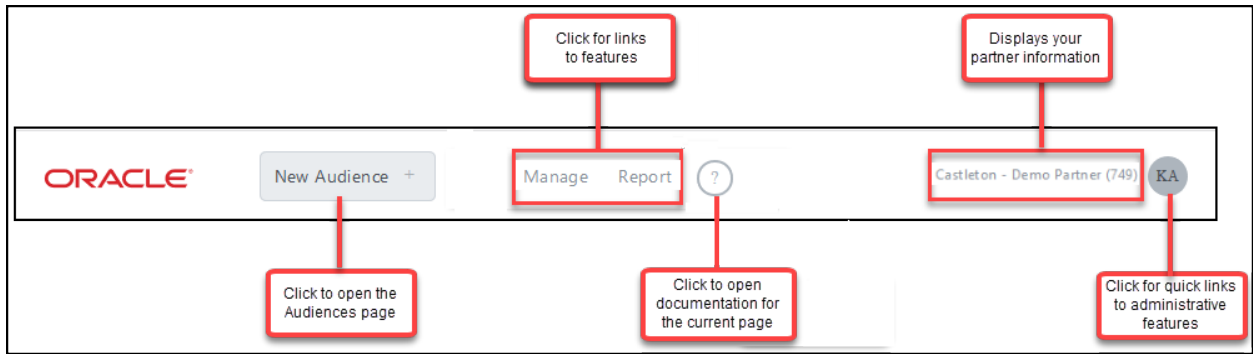 Click for links
to features
Displays your
partner information
ORACLE®
New Audience +
Manage Report ?
Castleton - Demo Partner (749) KA
Click to open the
Audiences page
Click to open
documentation for
the current page
Click for quick links
to administrative
features